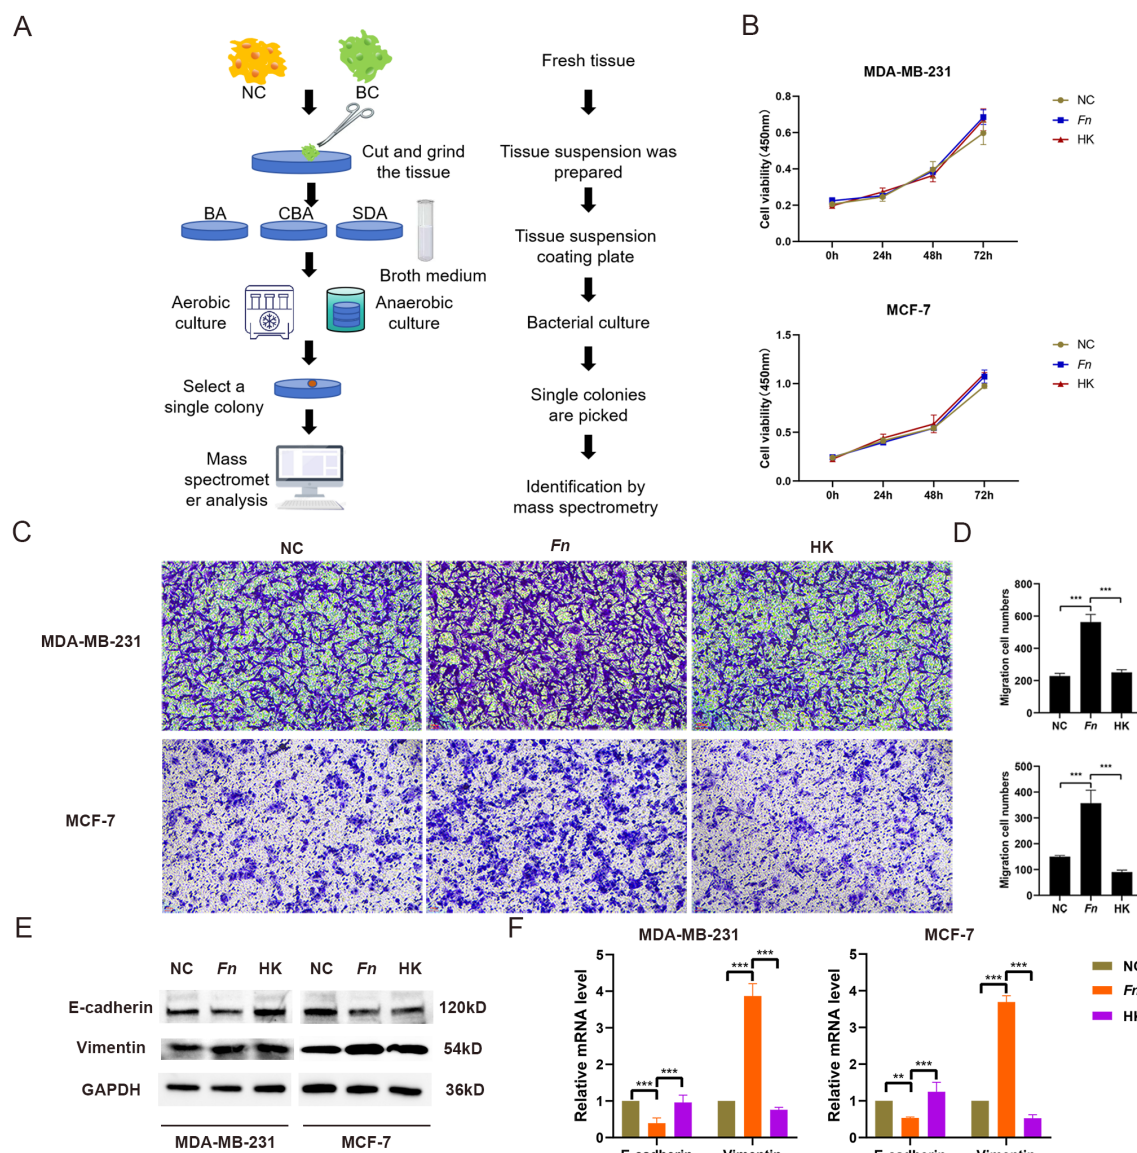 A
NC
BC
Cut and grind
the tissue
BA
CBA
SDA
Broth medium
Aerobic
culture
Anaerobic
culture
Select a
single colony
Mass
spectromet
er analysis
Fresh tissue
Tissue suspension was
prepared
Tissue suspension
coating plate
Bacterial culture
Single colonies
are picked
Identification by
mass spectrometry
B
MDA-MB-231
Cell viability(450nm)
0.8
0.6
0.4
0.2
0.0
0h
24h
48h
72h
NC
Fn
HK
MCF-7
Cell viability(450nm)
1.5
1.0
0.5
0.0
0h
24h
48h
72h
NC
Fn
HK
C
NC
Fn
HK
MDA-MB-231
MCF-7
D
Migration cell numbers
800
600
400
200
0
***
***
NC
Fn
HK
Migration cell numbers
500
400
300
200
100
0
***
***
NC
Fn
HK
E
NC
Fn
HK
NC
Fn
HK
E-cadherin
120kD
Vimentin
54kD
GAPDH
36kD
MDA-MB-231
MCF-7
F
MDA-MB-231
Relative mRNA level
5
4
3
2
1
0
***
***
***
***
E-cadherin
Vimentin
MCF-7
Relative mRNA level
5
4
3
2
1
0
**
***
***
***
E-cadherin
Vimentin
NC
Fn
HK